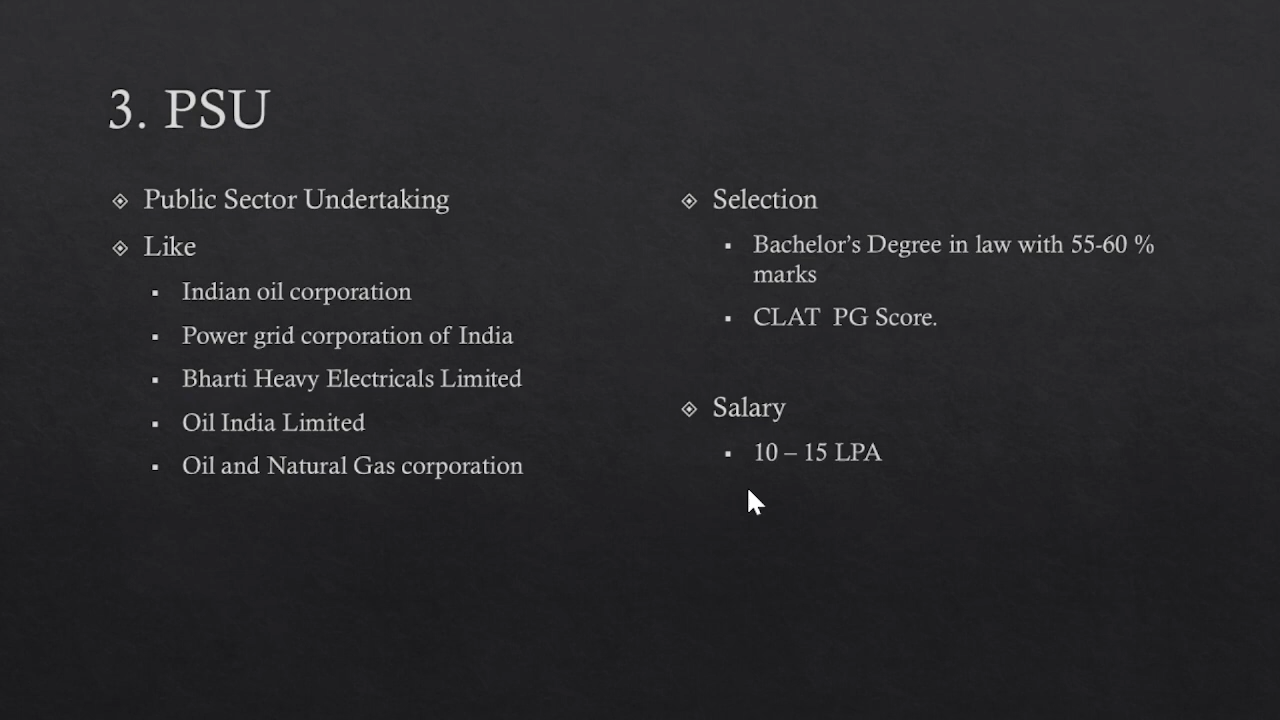 3. PSU
Public Sector Undertaking
Like
Indian oil corporation
Power grid corporation of India
Bharti Heavy Electricals Limited
Oil India Limited
Oil and Natural Gas corporation
Selection
Bachelor's Degree in law with 55-60 %
marks
CLAT  PG Score.
Salary
10 – 15 LPA